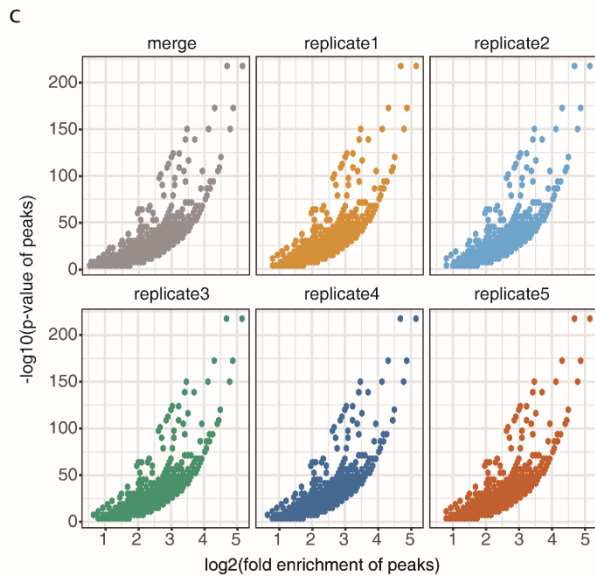 C
merge replicate1 replicate2
200
150
100
50
0
replicate3 replicate4 replicate5
200
150
100
50
0
1 2 3 4 5 1 2 3 4 5 1 2 3 4 5
-log10(p-value of peaks)
log2(fold enrichment of peaks)